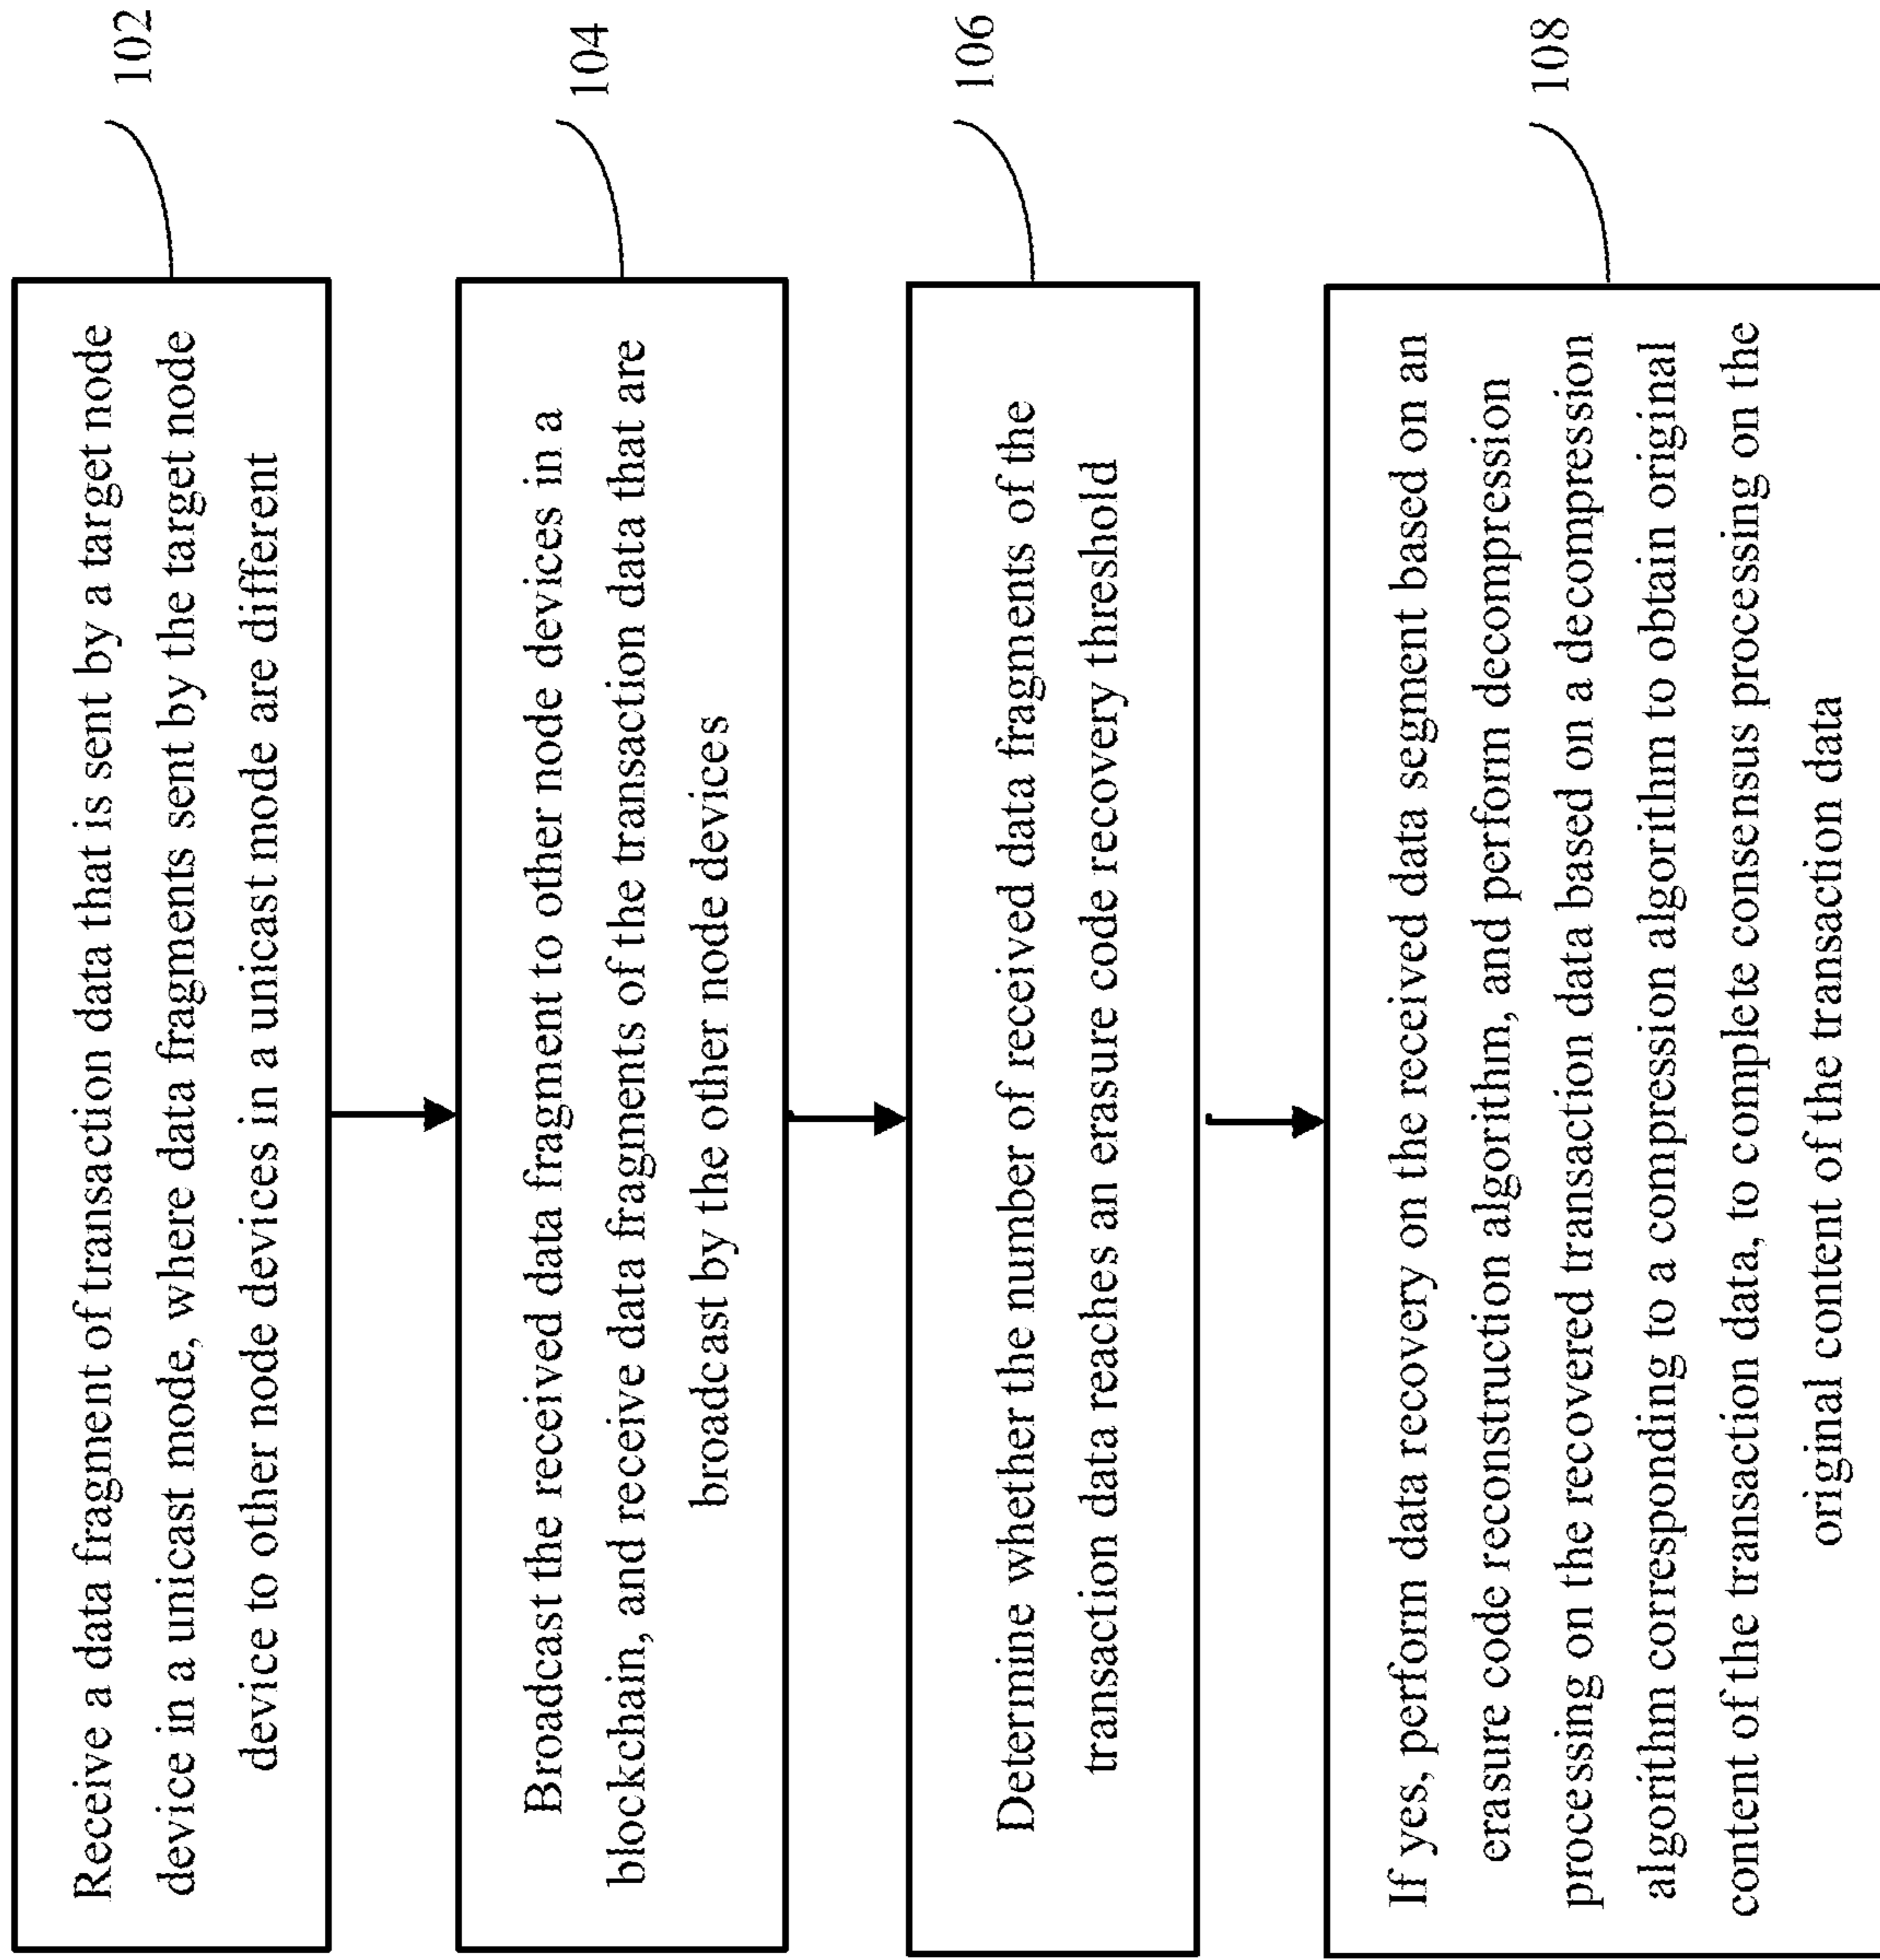 Receive a data fragment of transaction data that is sent by a target node
device in a unicast mode, where data fragments sent by the target node
device to other node devices in a unicast mode are different
102
Broadcast the received data fragment to other node devices in a
blockchain, and receive data fragments of the transaction data that are
broadcast by the other node devices
104
Determine whether the number of received data fragments of the
transaction data reaches an erasure code recovery threshold
106
If yes, perform data recovery on the received data segment based on an
erasure code reconstruction algorithm, and perform decompression
processing on the recovered transaction data based on a decompression
algorithm corresponding to a compression algorithm to obtain original
content of the transaction data, to complete consensus processing on the
original content of the transaction data
108